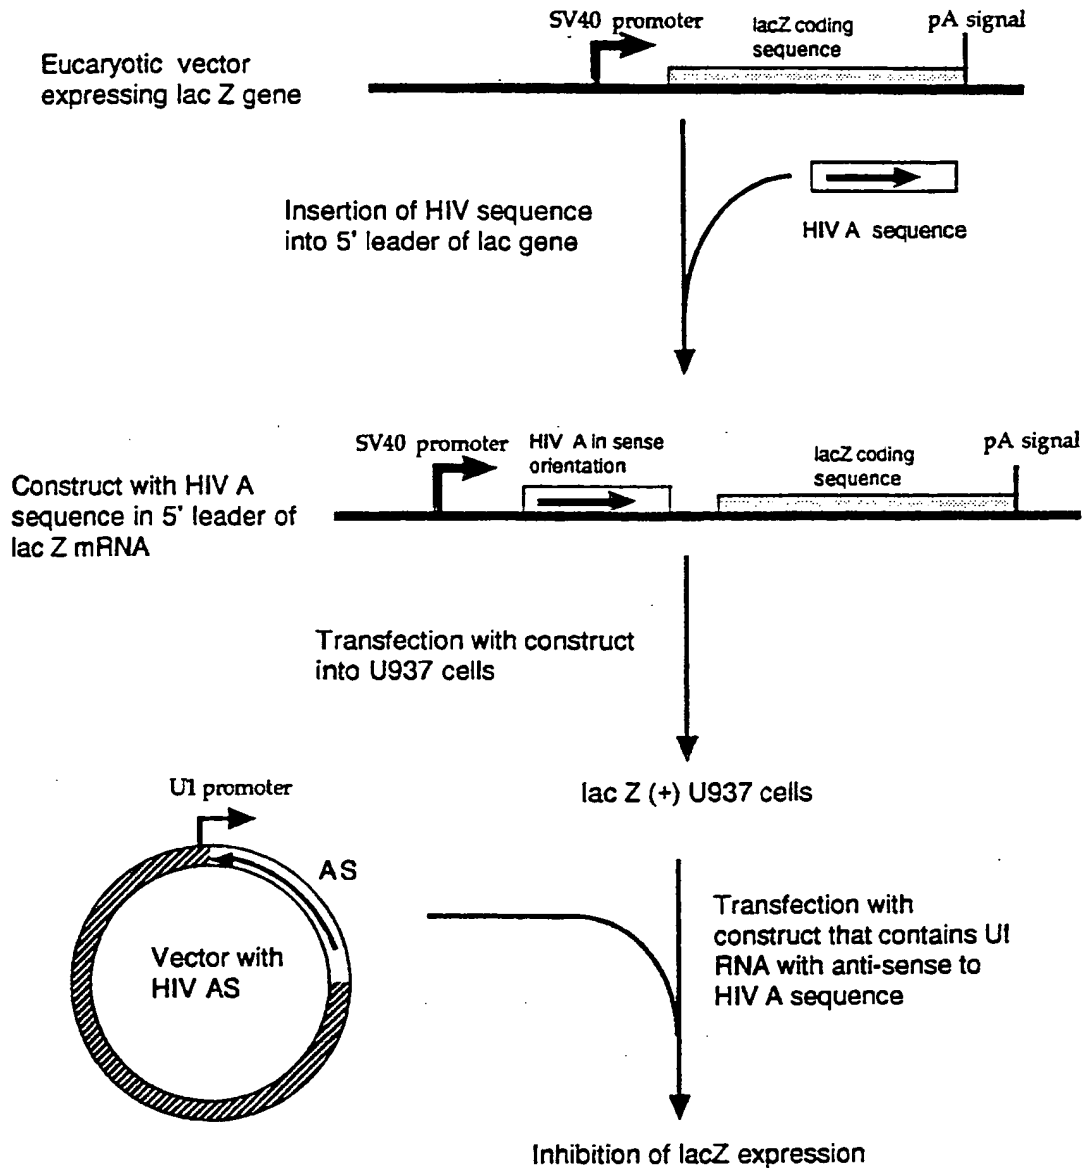 SV40 promoter
lacZ coding
sequence
pA signal
Eucaryotic vector
expressing lac Z gene
Insertion of HIV sequence
into 5' leader of lac gene
HIV A sequence
SV40 promoter
HIV A in sense
orientation
lacZ coding
sequence
pA signal
Construct with HIV A
sequence in 5' leader of
lac Z mRNA
Transfection with construct
into U937 cells
lac Z (+) U937 cells
U1 promoter
AS
Vector with
HIV AS
Transfection with
construct that contains U1
RNA with anti-sense to
HIV A sequence
Inhibition of lacZ expression